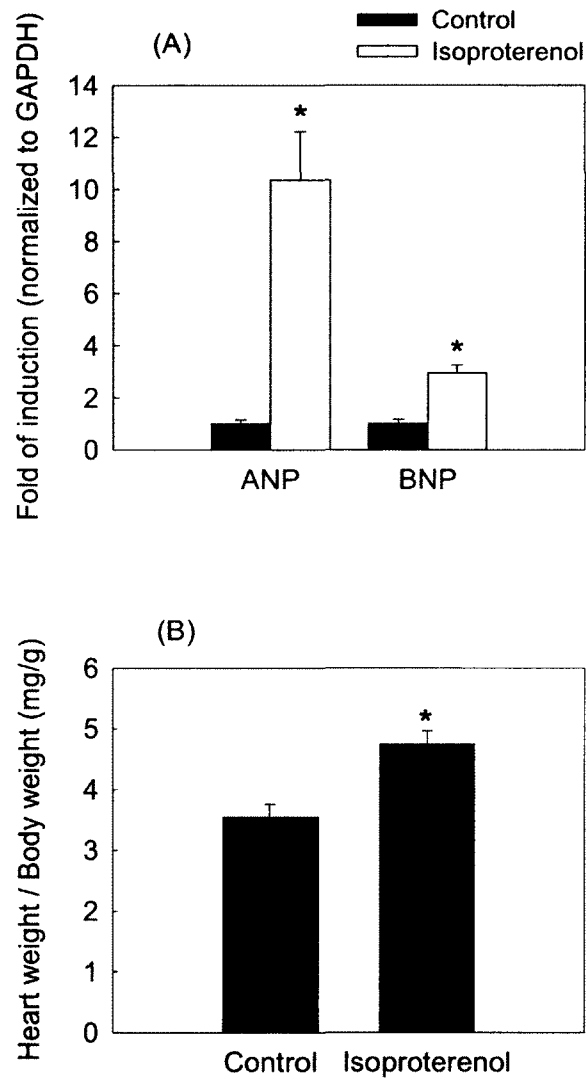 Control
Isoproterenol
(A)
Fold of induction (normalized to GAPDH)
14
12
10
8
6
4
2
0
*
*
ANP BNP
(B)
Heart weight / Body weight (mg/g)
6
5
4
3
2
1
0
*
Control Isoproterenol